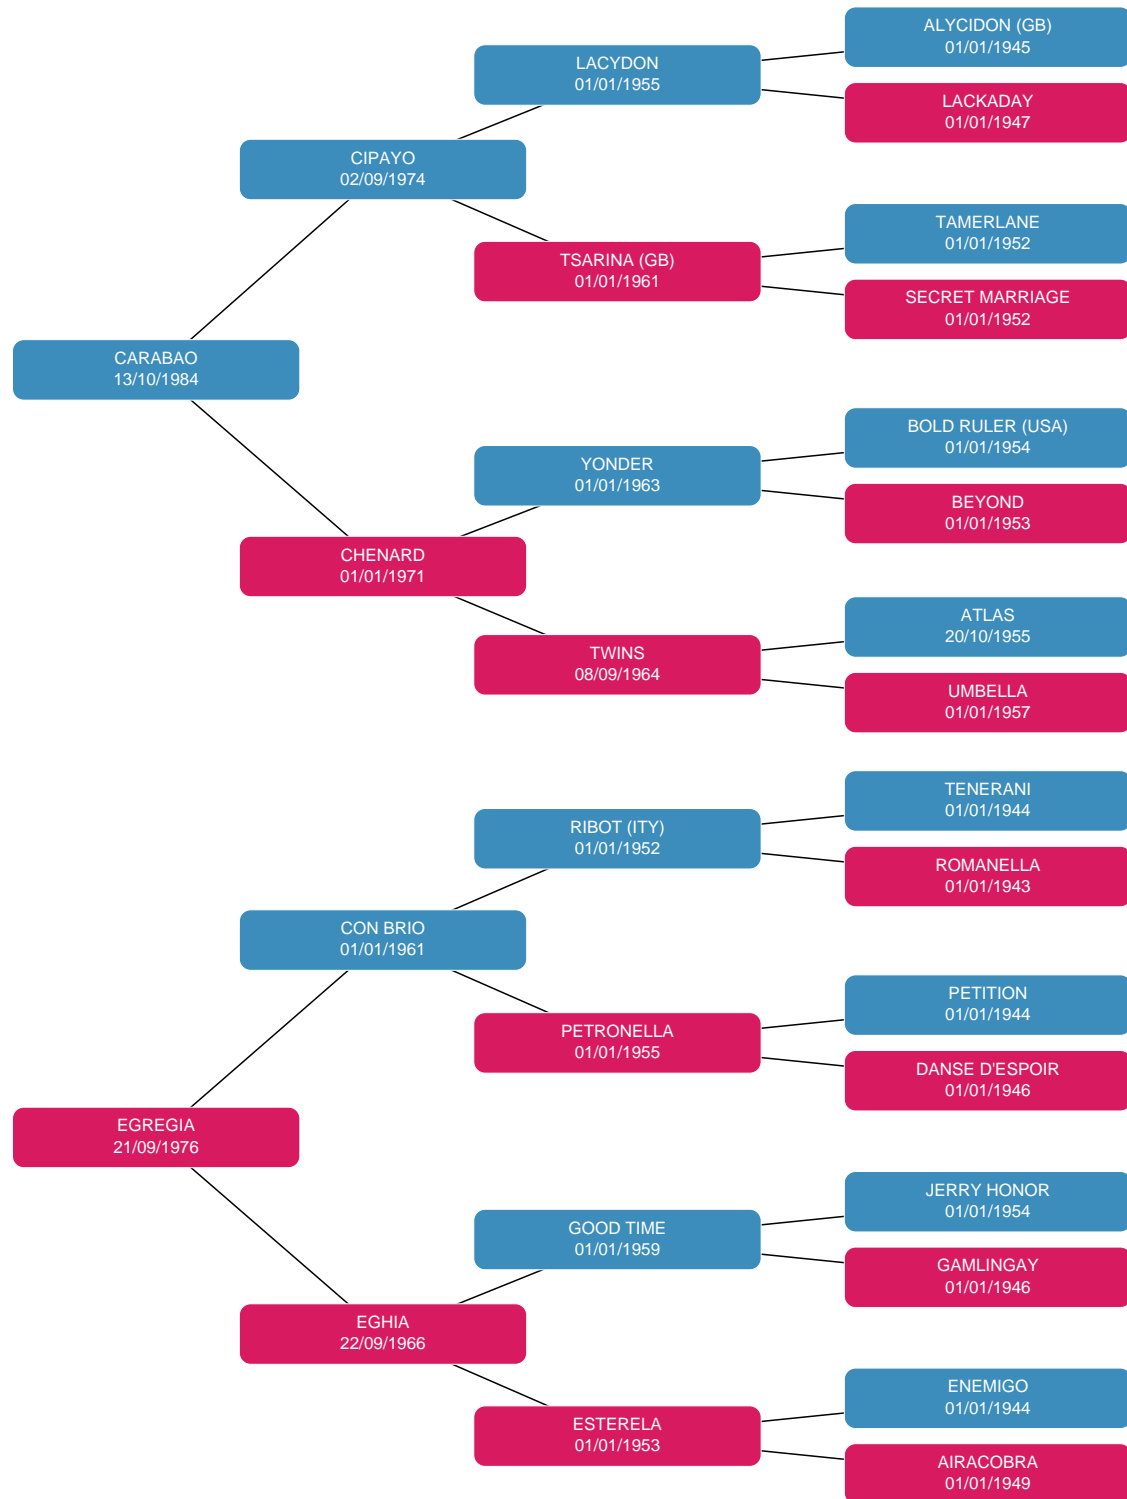 ALYCIDON (GB)
01/01/1945
LACYDON
01/01/1955
LACKADAY
01/01/1947
CIPAYO
02/09/1974
TAMERLANE
01/01/1952
TSARINA (GB)
01/01/1961
SECRET MARRIAGE
01/01/1952
CARABAO
13/10/1984
BOLD RULER (USA)
01/01/1954
YONDER
01/01/1963
BEYOND
01/01/1953
CHENARD
01/01/1971
ATLAS
20/10/1955
TWINS
08/09/1964
UMBELLA
01/01/1957
TENERANI
01/01/1944
RIBOT (ITY)
01/01/1952
ROMANELLA
01/01/1943
CON BRIO
01/01/1961
PETITION
01/01/1944
PETRONELLA
01/01/1955
DANSE D'ESPOIR
01/01/1946
EGREGIA
21/09/1976
JERRY HONOR
01/01/1954
GOOD TIME
01/01/1959
GAMLINGAY
01/01/1946
EGHIA
22/09/1966
ENEMIGO
01/01/1944
ESTERELA
01/01/1953
AIRACOBRA
01/01/1949